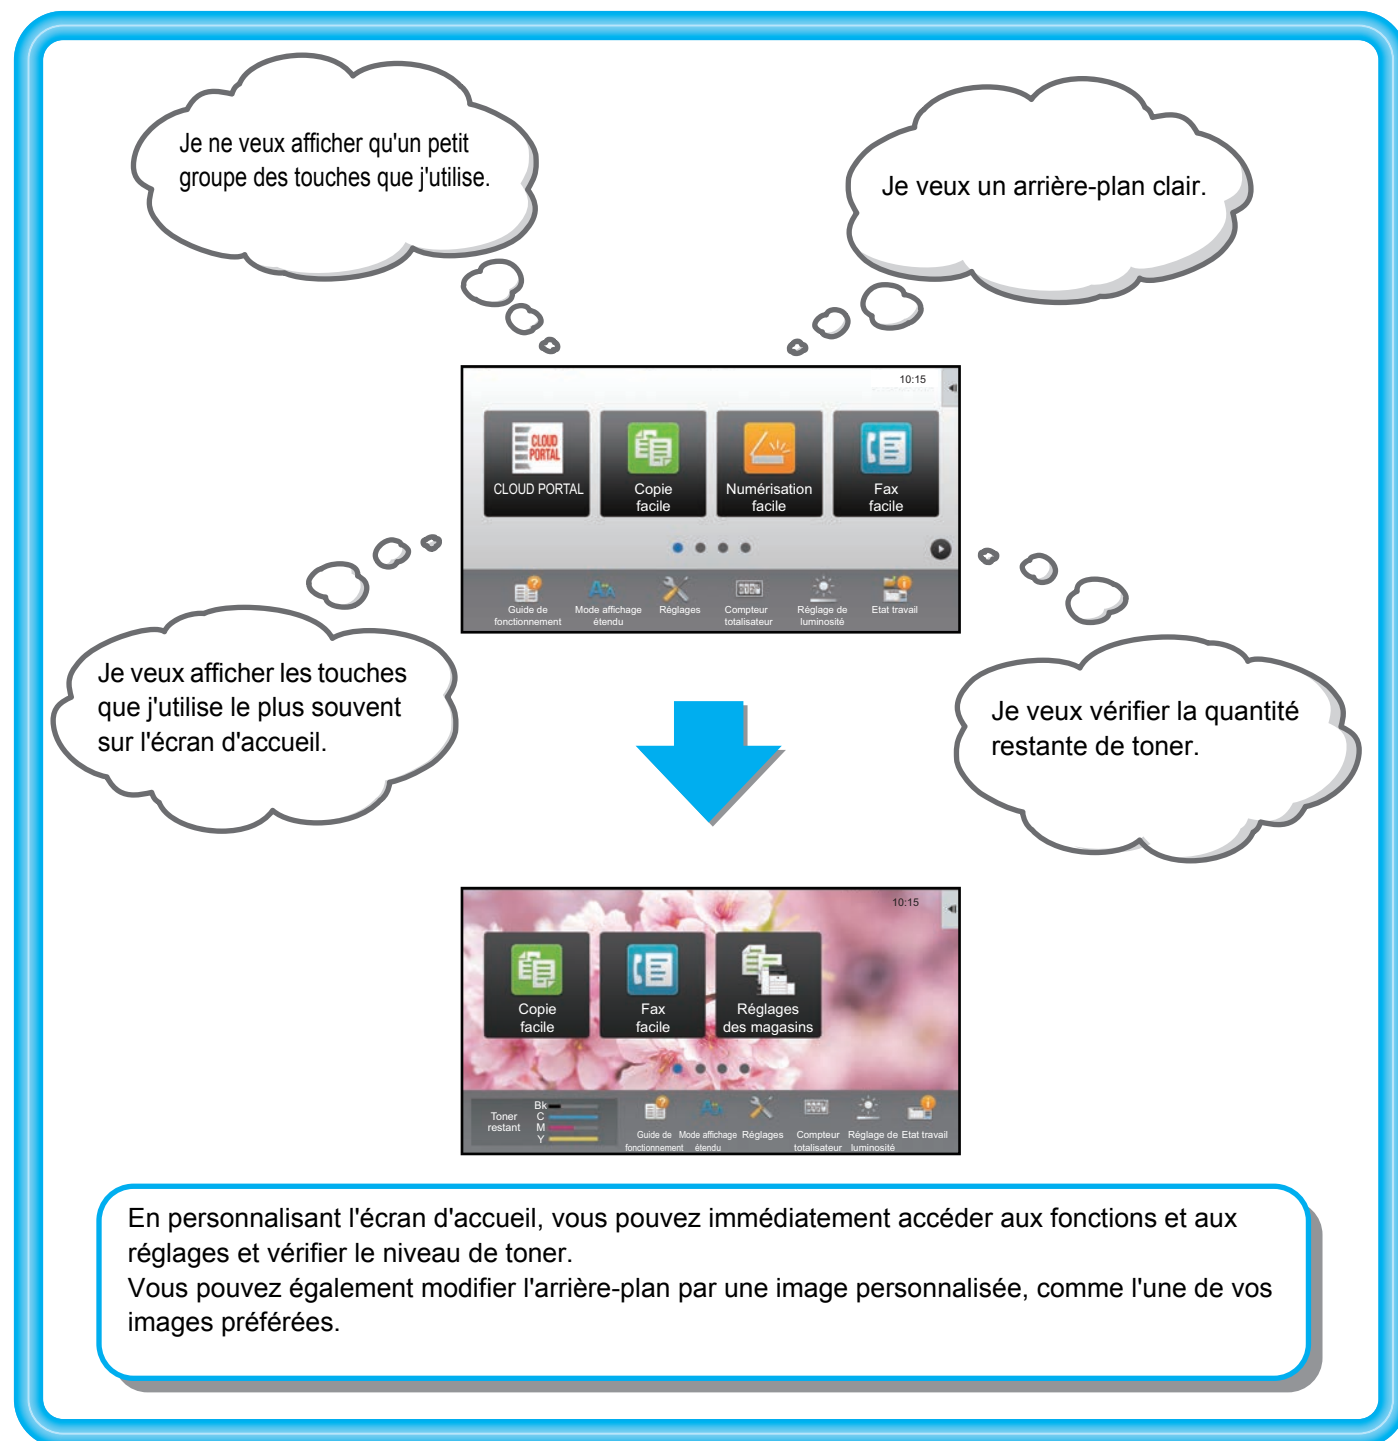 Je ne veux afficher qu'un petit
groupe des touches que j'utilise.
Je veux un arrière-plan clair.
10:15
CLOUD
PORTAL
CLOUD PORTAL
Copie
facile
Numérisation
facile
Fax
facile
Guide de
fonctionnement
Mode affichage
étendu
Réglages
Compteur
totalisateur
Réglage de
luminosité
Etat travail
Je veux afficher les touches
que j'utilise le plus souvent
sur l'écran d'accueil.
Je veux vérifier la quantité
restante de toner.
10:15
Copie
facile
Fax
facile
Réglages
des magasins
Toner
restant
Bk
C
M
Y
Guide de
fonctionnement
Mode affichage
étendu
Réglages
Compteur
totalisateur
Réglage de
luminosité
Etat travail
En personnalisant l'écran d'accueil, vous pouvez immédiatement accéder aux fonctions et aux
réglages et vérifier le niveau de toner.
Vous pouvez également modifier l'arrière-plan par une image personnalisée, comme l'une de vos
images préférées.